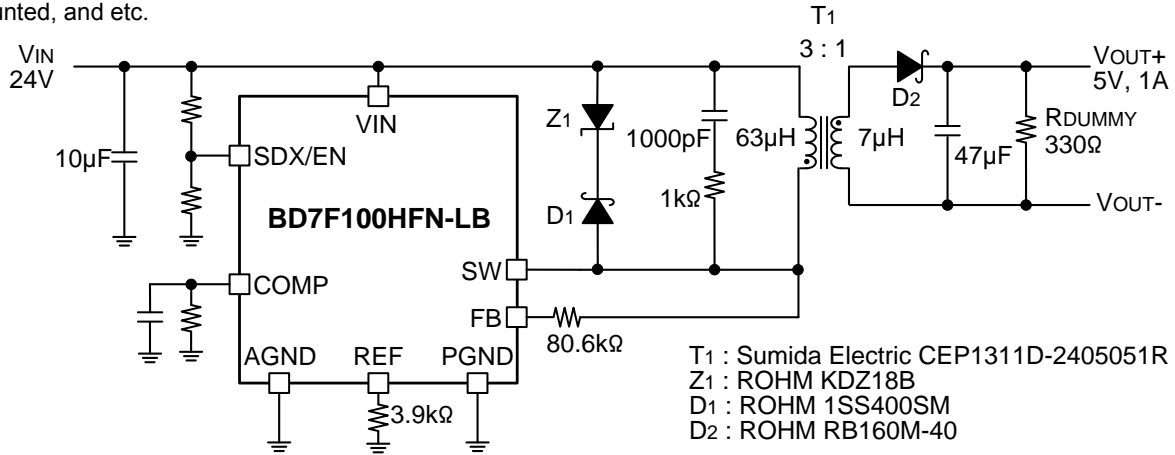 unted, and etc.
T1
3 : 1
VIN
24V
VOUT+
5V, 1A
D2
VIN
Z1
1000pF
63μH
7μH
RDUMMY
330Ω
10μF
SDX/EN
47μF
1kΩ
BD7F100HFN-LB
D1
VOUT-
SW
COMP
FB
80.6kΩ
AGND
REF
PGND
3.9kΩ
T1 : Sumida Electric CEP1311D-2405051R
Z1 : ROHM KDZ18B
D1 : ROHM 1SS400SM
D2 : ROHM RB160M-40